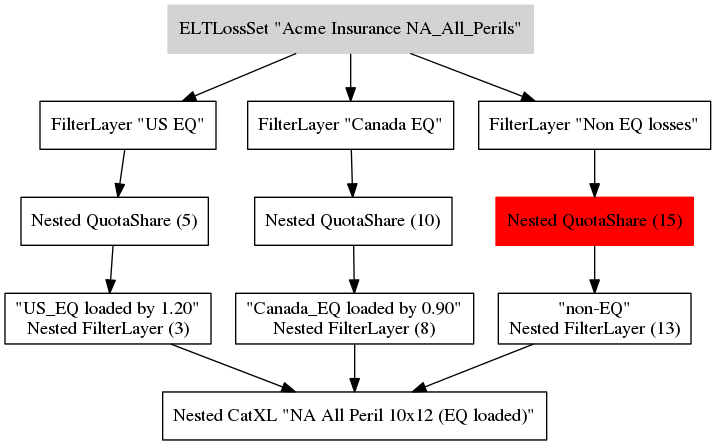 ELTLossSet "Acme Insurance NA_All_Perils"
FilterLayer "US EQ"
FilterLayer "Canada EQ"
FilterLayer "Non EQ losses"
Nested QuotaShare (5)
Nested QuotaShare (10)
Nested QuotaShare (15)
"US_EQ loaded by 1.20"
Nested FilterLayer (3)
"Canada_EQ loaded by 0.90"
Nested FilterLayer (8)
"non-EQ"
Nested FilterLayer (13)
Nested CatXL "NA All Peril 10x12 (EQ loaded)"